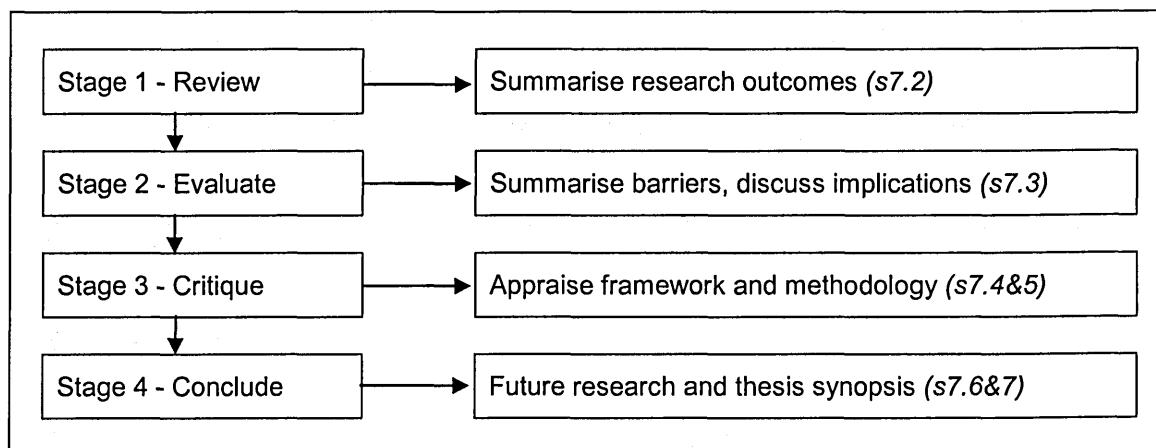 Stage 1 - Review
Summarise research outcomes (s7.2)
Stage 2 - Evaluate
Summarise barriers, discuss implications (s7.3)
Stage 3 - Critique
Appraise framework and methodology (s7.4&5)
Stage 4 - Conclude
Future research and thesis synopsis (s7.6&7)